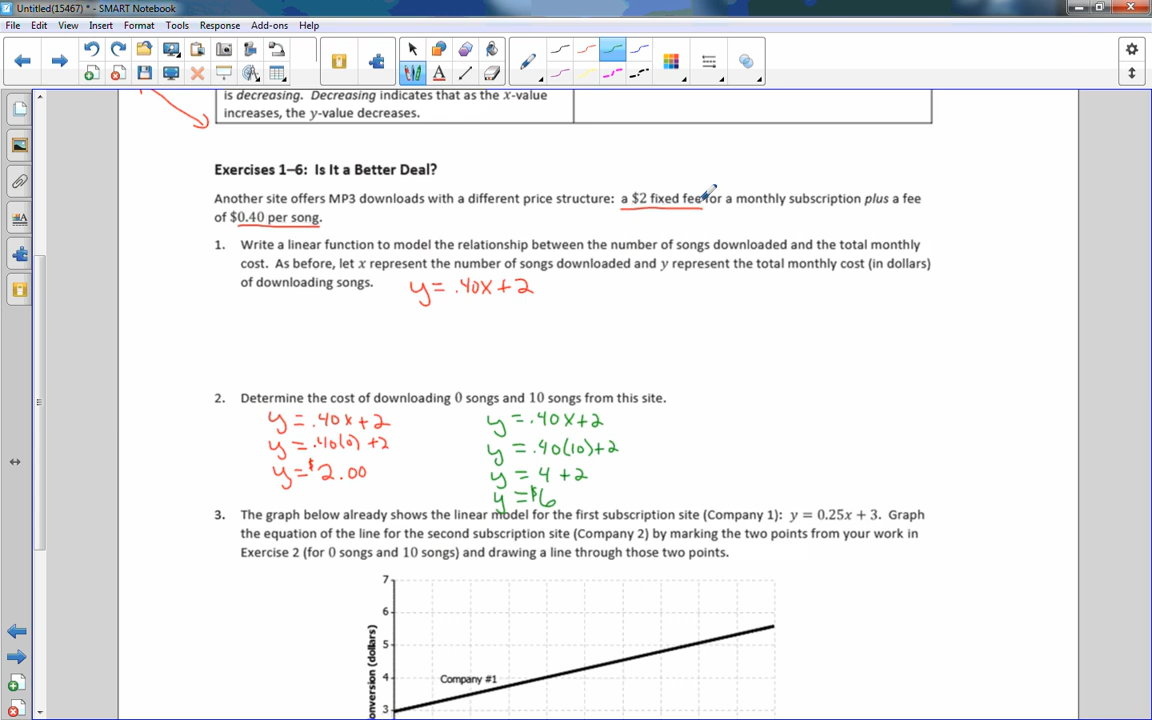 Untitled(15467) * - SMART Notebook
File Edit View Insert Format Tools Response Add-ons Help
is decreasing. Decreasing indicates that as the x-value
increases, the y-value decreases.
Exercises 1–6: Is It a Better Deal?
Another site offers MP3 downloads with a different price structure: a $2 fixed fee for a monthly subscription plus a fee
of $0.40 per song.
1. Write a linear function to model the relationship between the number of songs downloaded and the total monthly
cost. As before, let x represent the number of songs downloaded and y represent the total monthly cost (in dollars)
of downloading songs. y = .40x + 2
2. Determine the cost of downloading 0 songs and 10 songs from this site.
y = .40x + 2 y = .40x + 2
y = .40(0) + 2 y = .40(10) + 2
y = $2.00 y = 4 + 2
y = $6
3. The graph below already shows the linear model for the first subscription site (Company 1): y = 0.25x + 3. Graph
the equation of the line for the second subscription site (Company 2) by marking the two points from your work in
Exercise 2 (for 0 songs and 10 songs) and drawing a line through those two points.
7
6
5
4
3
Company #1
(dollars)